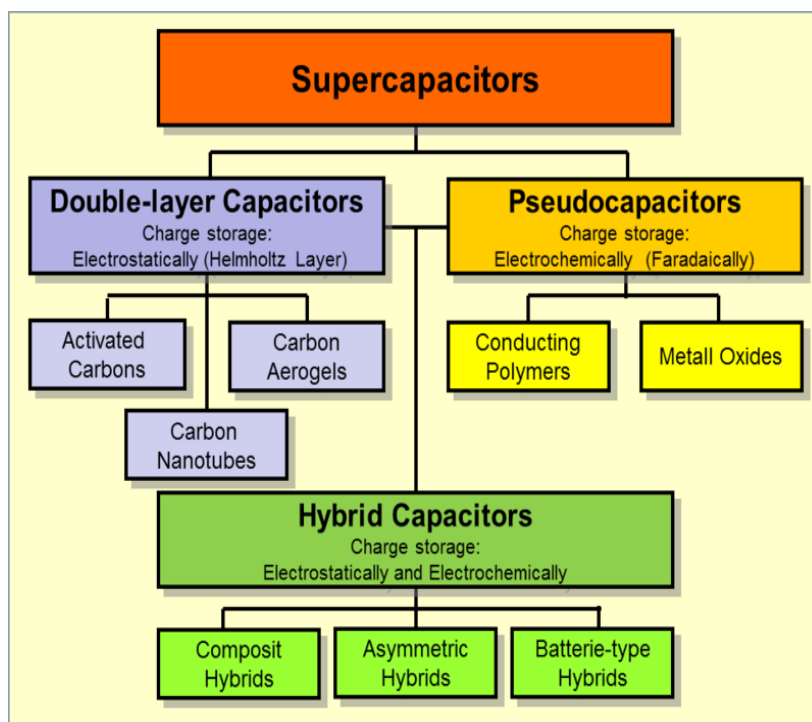 Supercapacitors
Double-layer Capacitors
Charge storage:
Electrostatically (Helmholtz Layer)
Pseudocapacitors
Charge storage:
Electrochemically (Faradaically)
Activated
Carbons
Carbon
Aerogels
Carbon
Nanotubes
Conducting
Polymers
Metall Oxides
Hybrid Capacitors
Charge storage:
Electrostatically and Electrochemically
Composit
Hybrids
Asymmetric
Hybrids
Batterie-type
Hybrids